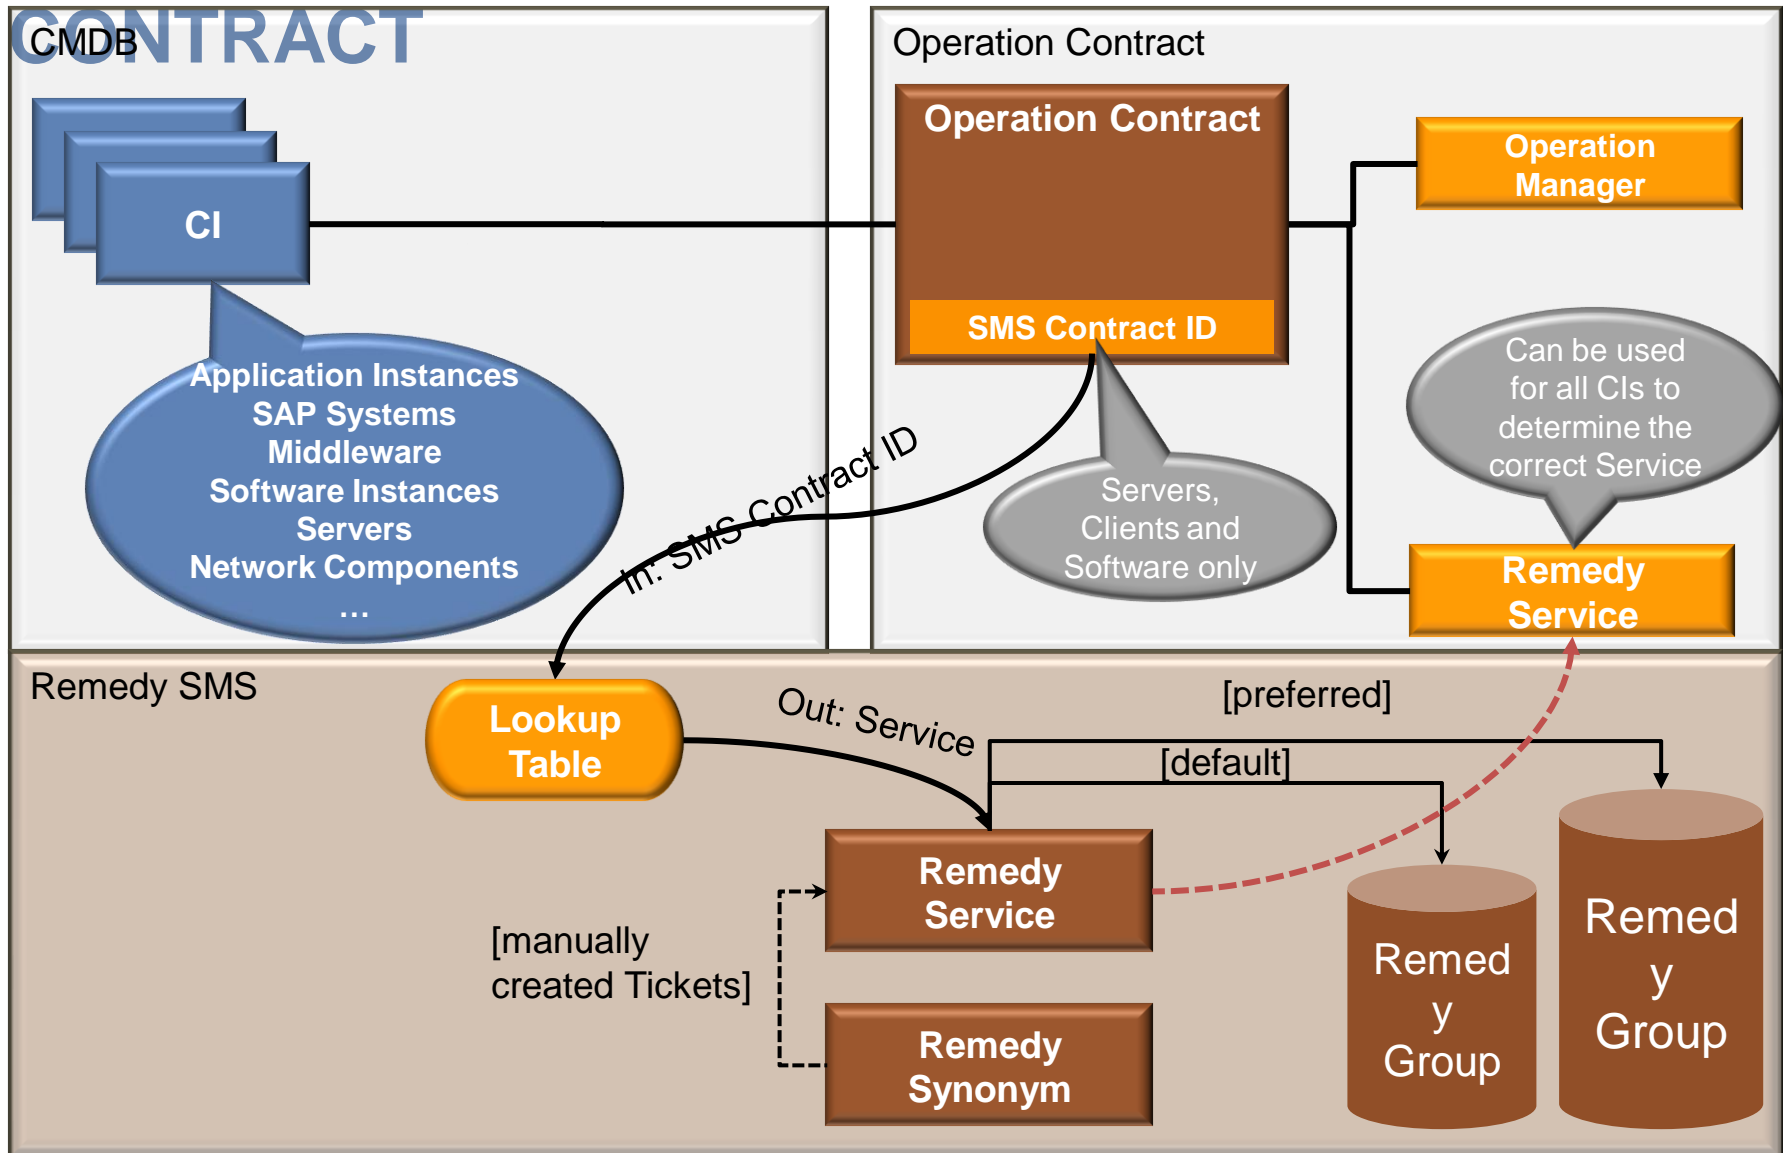 CONTRACT
CMDB
CI
Application Instances
SAP Systems
Middleware
Software Instances
Servers
Network Components
…
Operation Contract
Operation Contract
SMS Contract ID
Operation
Manager
Can be used
for all CIs to
determine the
correct Service
Servers,
Clients and
Software only
Remedy
Service
In: SMS Contract ID
Remedy SMS
Lookup
Table
Out: Service
[preferred]
[default]
Remedy
Service
[manually
created Tickets]
Remedy
Synonym
Remed
y
Group
Remed
y
Group